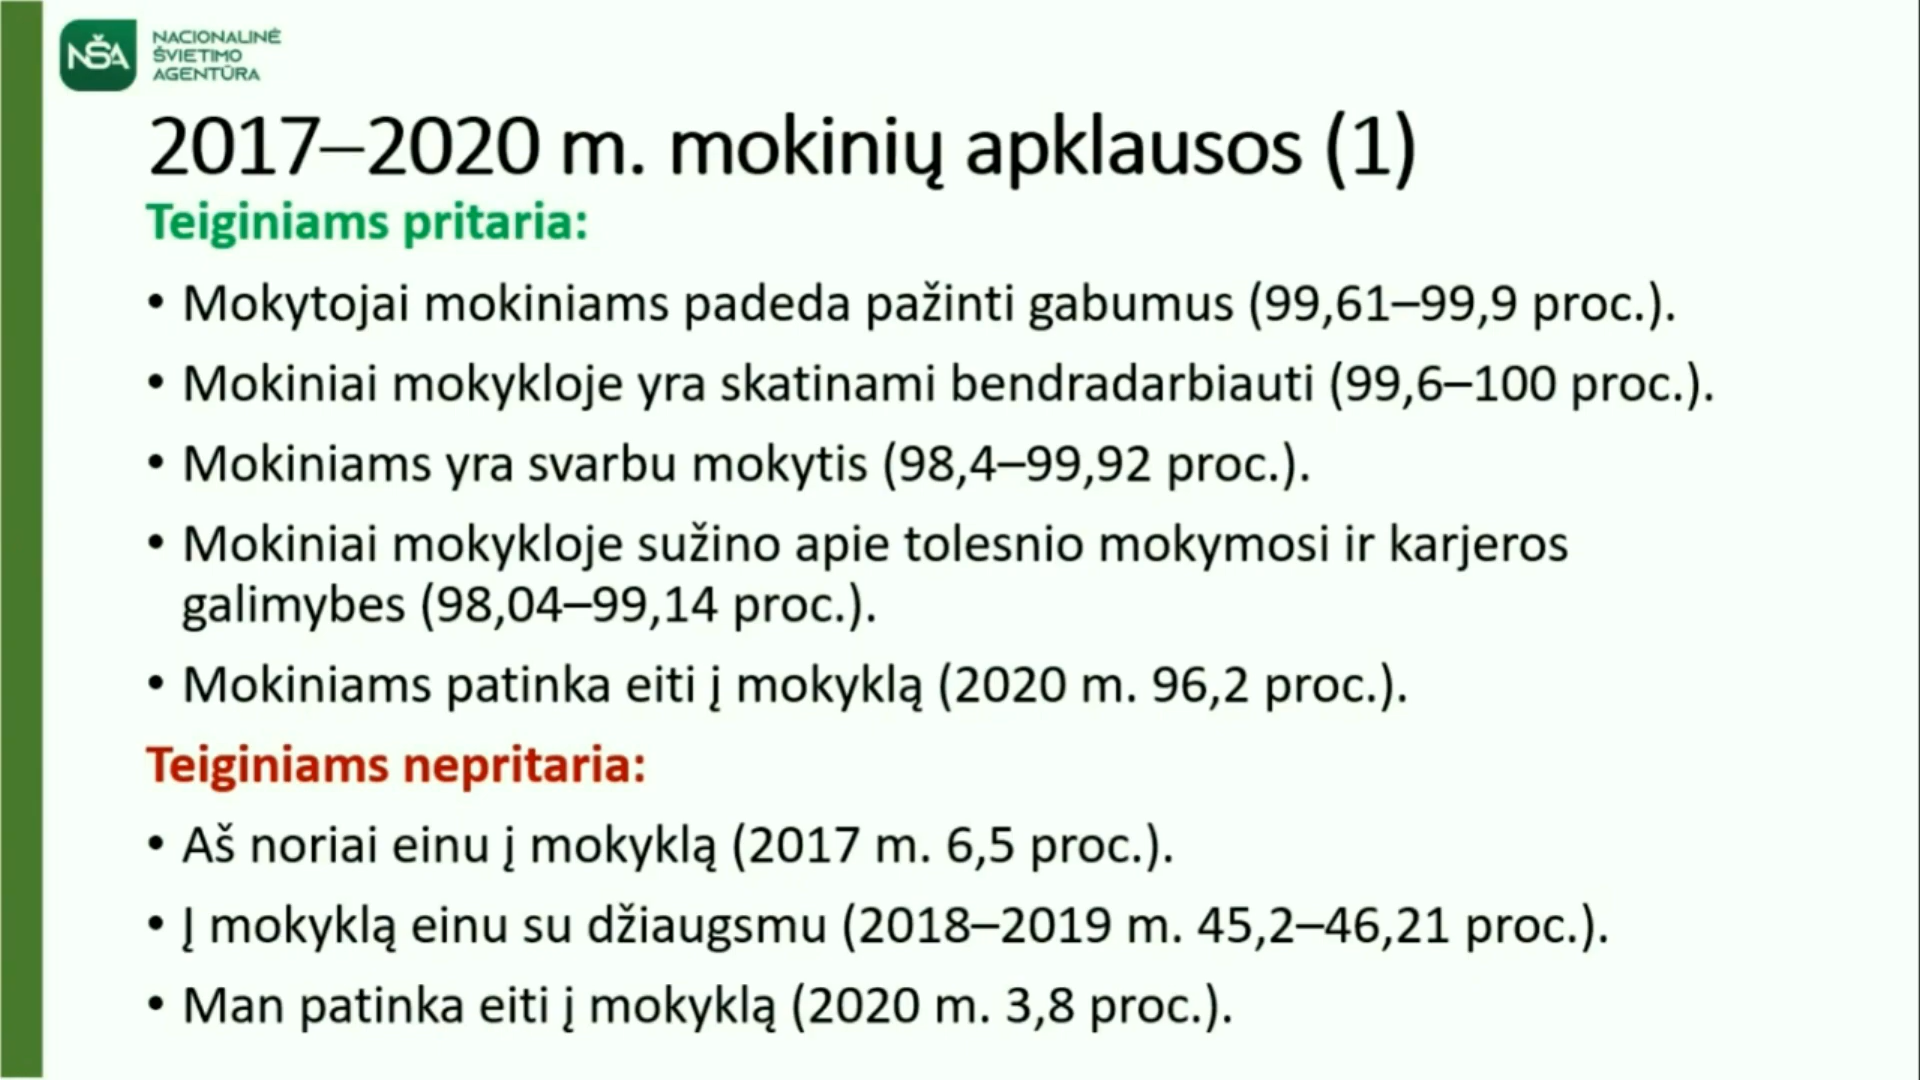 NŠA
NACIONALINĖ
ŠVIETIMO
AGENTŪRA
2017–2020 m. mokinių apklausos (1)
Teiginiams pritaria:
• Mokytojai mokiniams padeda pažinti gabumus (99,61–99,9 proc.).
• Mokiniai mokykloje yra skatinami bendradarbiauti (99,6–100 proc.).
• Mokiniams yra svarbu mokytis (98,4–99,92 proc.).
• Mokiniai mokykloje sužino apie tolesnio mokymosi ir karjeros
galimybes (98,04–99,14 proc.).
• Mokiniams patinka eiti į mokyklą (2020 m. 96,2 proc.).
Teiginiams nepritaria:
• Aš noriai einu į mokyklą (2017 m. 6,5 proc.).
• Į mokyklą einu su džiaugsmu (2018–2019 m. 45,2–46,21 proc.).
• Man patinka eiti į mokyklą (2020 m. 3,8 proc.).